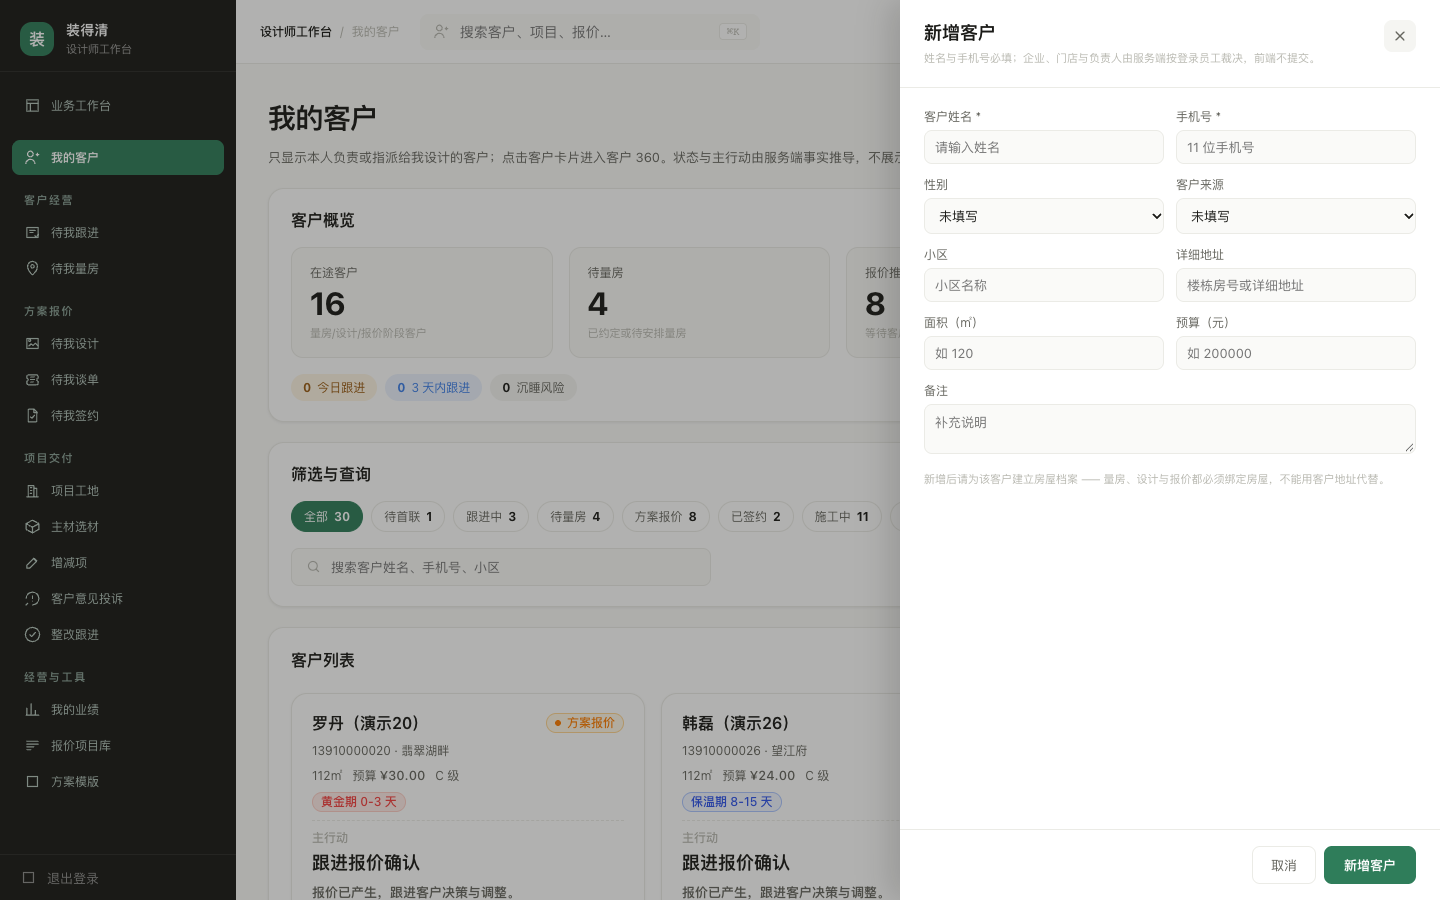 装
装得清
设计师工作台
业务工作台
我的客户
客户经营
待我跟进
待我量房
方案报价
待我设计
待我谈单
待我签约
项目交付
项目工地
主材选材
增减项
客户意见投诉
整改跟进
经营与工具
我的业绩
报价项目库
方案模版
退出登录
设计师工作台 / 我的客户
搜索客户、项目、报价...
⌘K
我的客户
只显示本人负责或指派给我设计的客户；点击客户卡片进入客户 360。状态与主行动由服务端事实推导，不展
客户概览
在途客户
16
量房/设计/报价阶段客户
待量房
4
已约定或待安排量房
报价推
8
等待客
0 今日跟进
0 3 天内跟进
0 沉睡风险
筛选与查询
全部 30
待首联 1
跟进中 3
待量房 4
方案报价 8
已签约 2
施工中 11
搜索客户姓名、手机号、小区
客户列表
罗丹（演示20）
方案报价
13910000020 · 翡翠湖畔
112㎡ 预算 ¥30.00 C 级
黄金期 0-3 天
主行动
跟进报价确认
报价已产生，跟进客户决策与调整。
韩磊（演示26）
13910000026 · 望江府
112㎡ 预算 ¥24.00 C 级
保温期 8-15 天
主行动
跟进报价确认
报价已产生，跟进客户决策与调整。
新增客户
姓名与手机号必填；企业、门店与负责人由服务端按登录员工裁决，前端不提交。
客户姓名 *
请输入姓名
手机号 *
11 位手机号
性别
未填写
客户来源
未填写
小区
小区名称
详细地址
楼栋房号或详细地址
面积（㎡）
如 120
预算（元）
如 200000
备注
补充说明
新增后请为该客户建立房屋档案 —— 量房、设计与报价都必须绑定房屋，不能用客户地址代替。
取消
新增客户